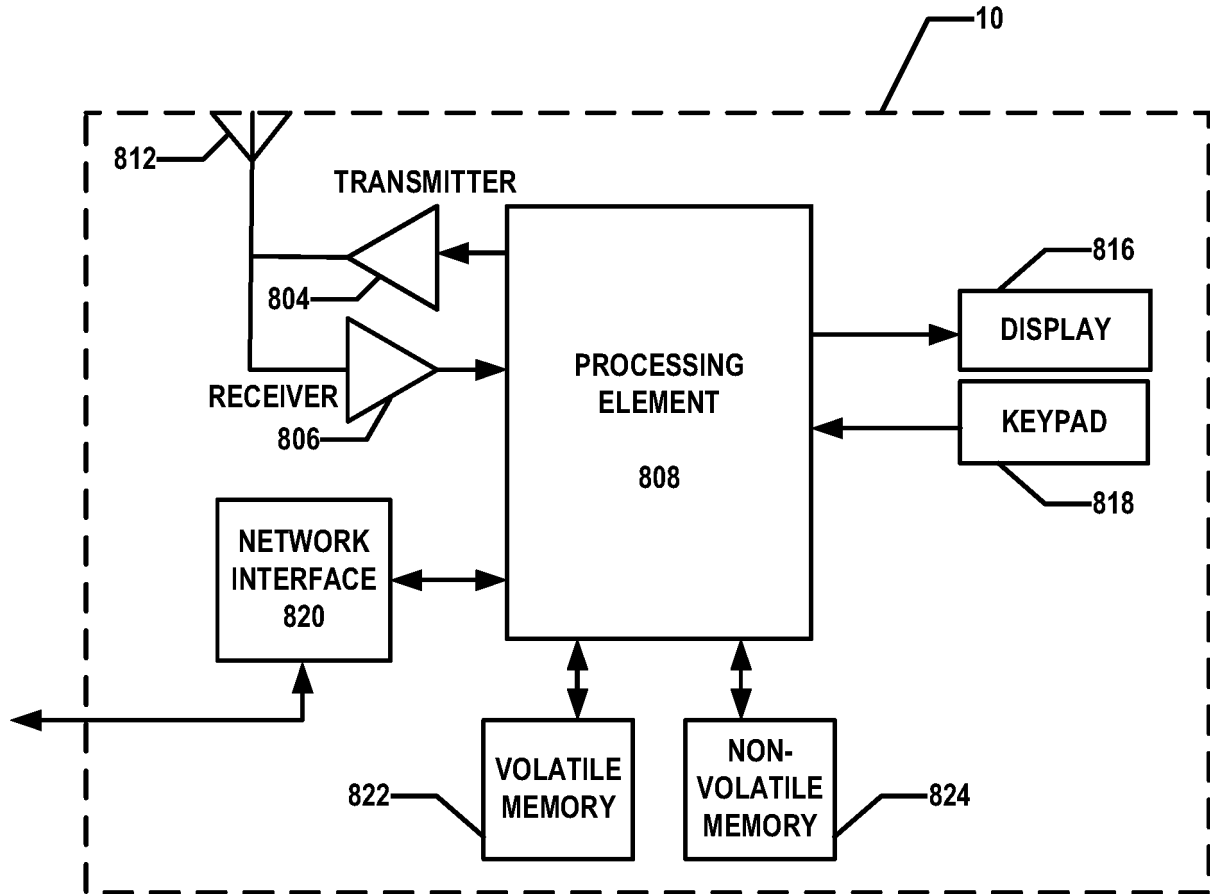 10
812
TRANSMITTER
804
816
DISPLAY
PROCESSING
ELEMENT
808
RECEIVER
806
KEYPAD
818
NETWORK
INTERFACE
820
VOLATILE
MEMORY
822
NON-
VOLATILE
MEMORY
824